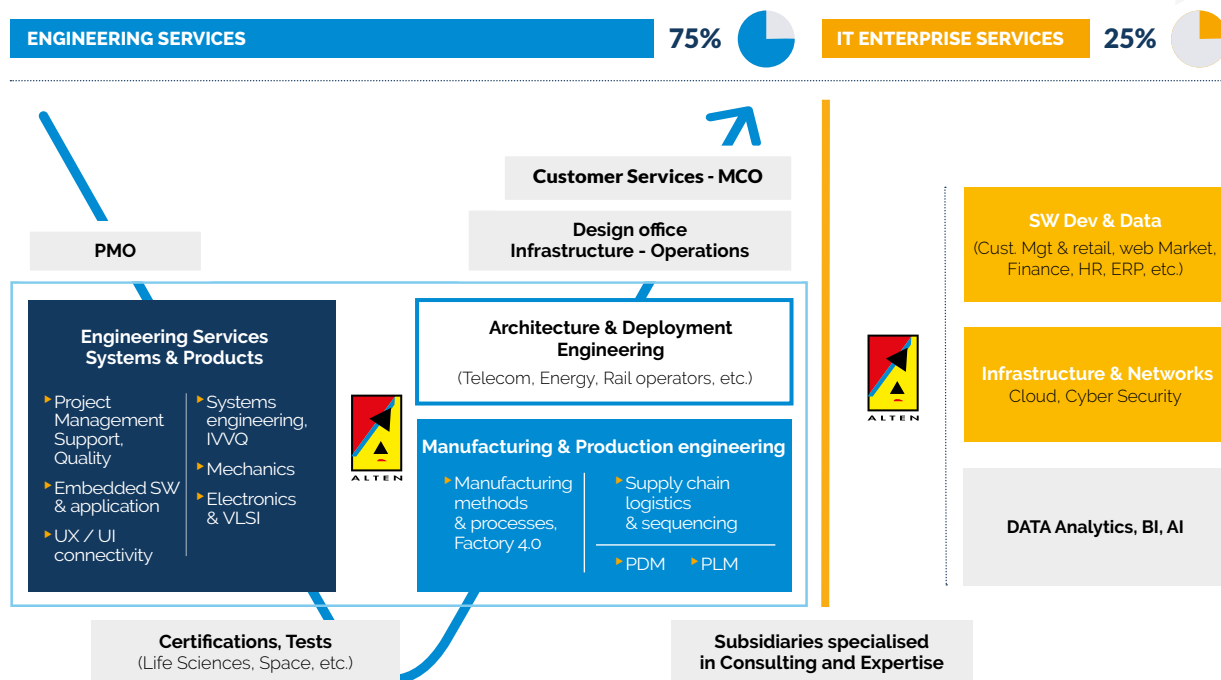 ENGINEERING SERVICES
75%
IT ENTERPRISE SERVICES
25%
Customer Services - MCO
Design office
Infrastructure - Operations
PMO
Engineering Services
Systems & Products
Project
Management
Support,
Quality
Embedded SW
& application
UX / UI
connectivity
Systems
engineering,
IVVQ
Mechanics
Electronics
& VLSI
ALTEN
Architecture & Deployment
Engineering
(Telecom, Energy, Rail operators, etc.)
Manufacturing & Production engineering
Manufacturing
methods
& processes,
Factory 4.0
Supply chain
logistics
& sequencing
PDM
PLM
Certifications, Tests
(Life Sciences, Space, etc.)
Subsidiaries specialised
in Consulting and Expertise
ALTEN
SW Dev & Data
(Cust. Mgt & retail, web Market,
Finance, HR, ERP, etc.)
Infrastructure & Networks
Cloud, Cyber Security
DATA Analytics, BI, AI